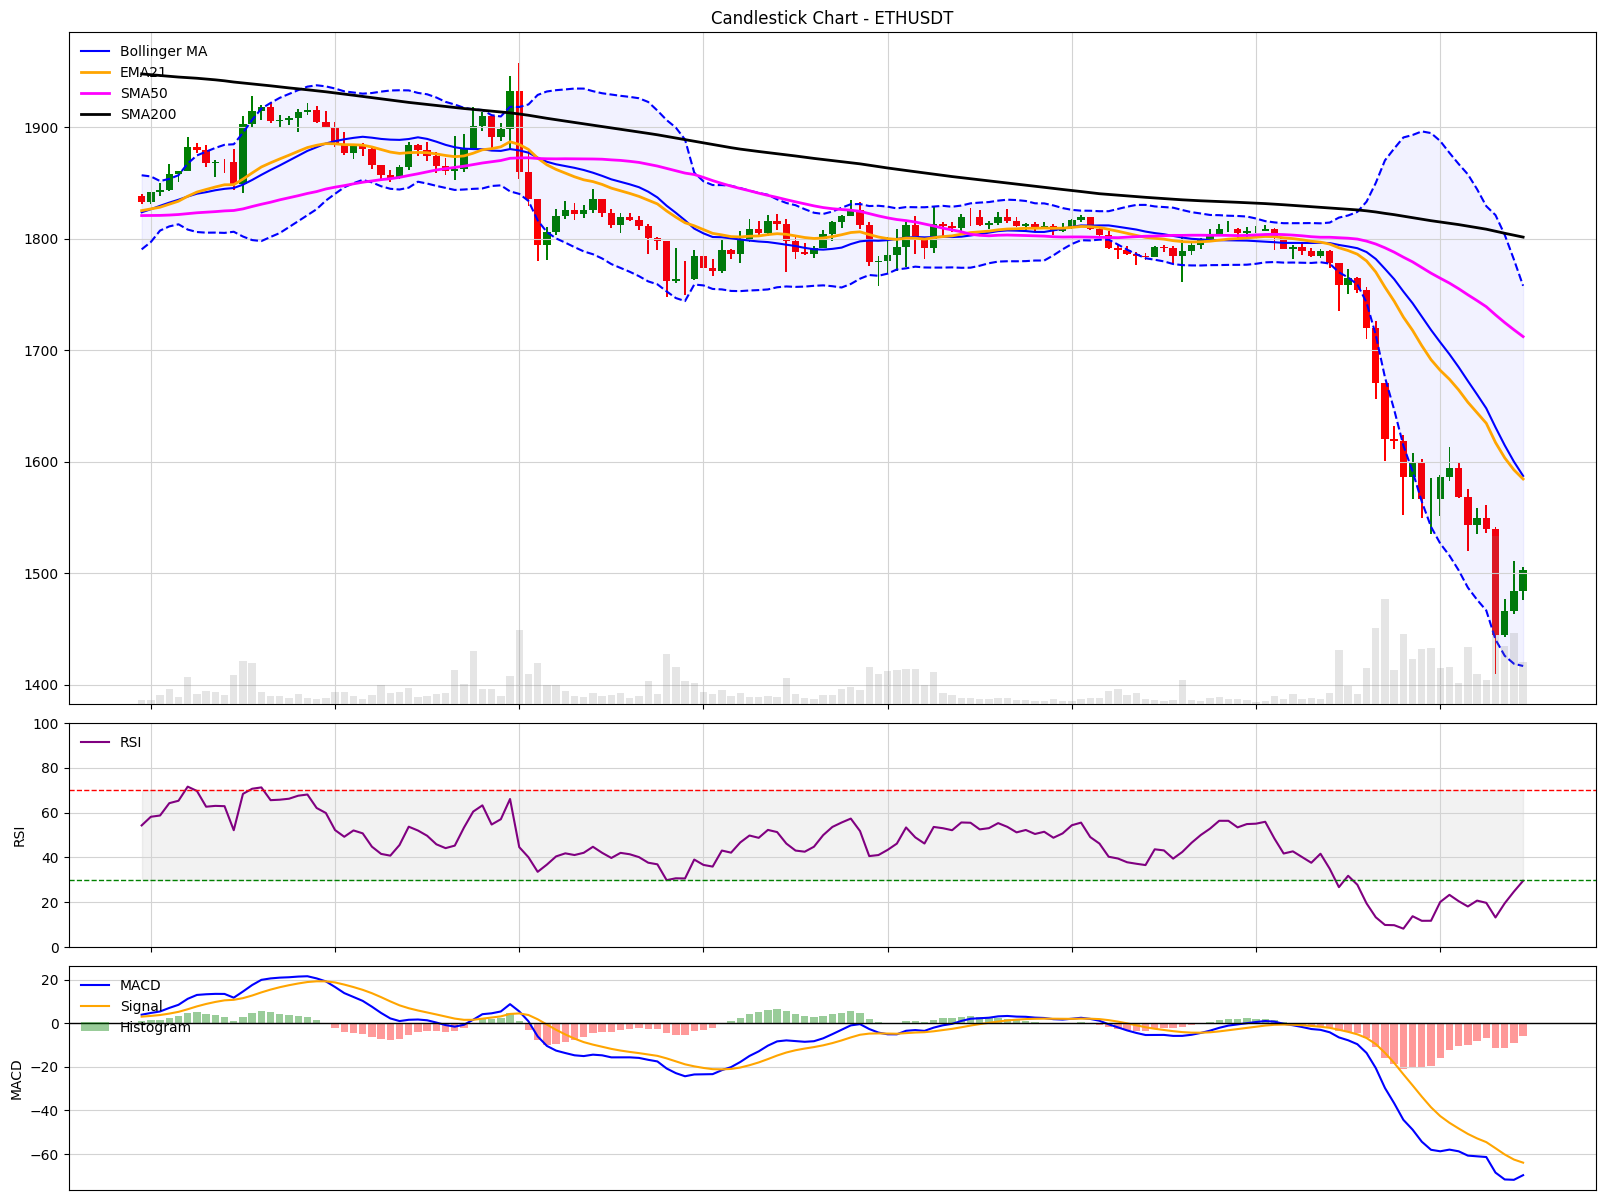 Candlestick Chart - ETHUSDT
Bollinger MA
EMA21
SMA50
SMA200
1900
1800
1700
1600
1500
1400
RSI
100
80
60
40
20
0
RSI
MACD
Signal
Histogram
20
0
−20
−40
−60
MACD